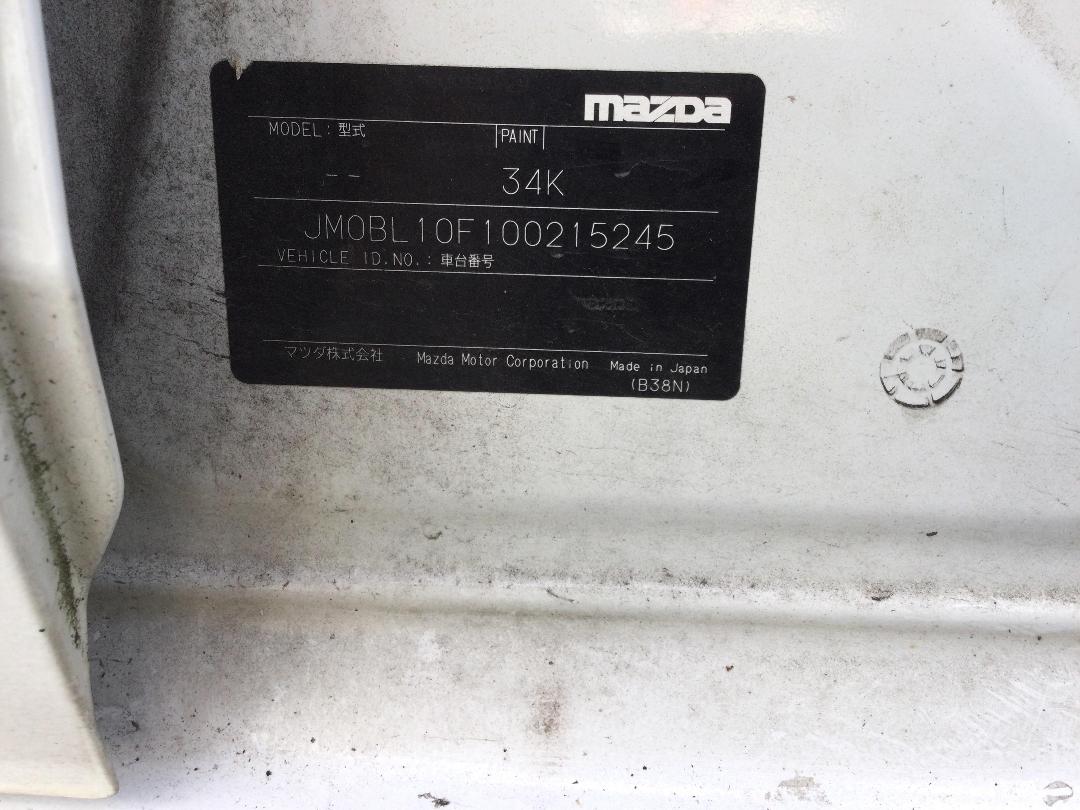 mazda
MODEL : 型式 PAINT
-- 34K
JM0BL10F100215245
VEHICLE ID.NO. : 車台番号
マツダ株式会社 Mazda Motor Corporation Made in Japan
(B38N)